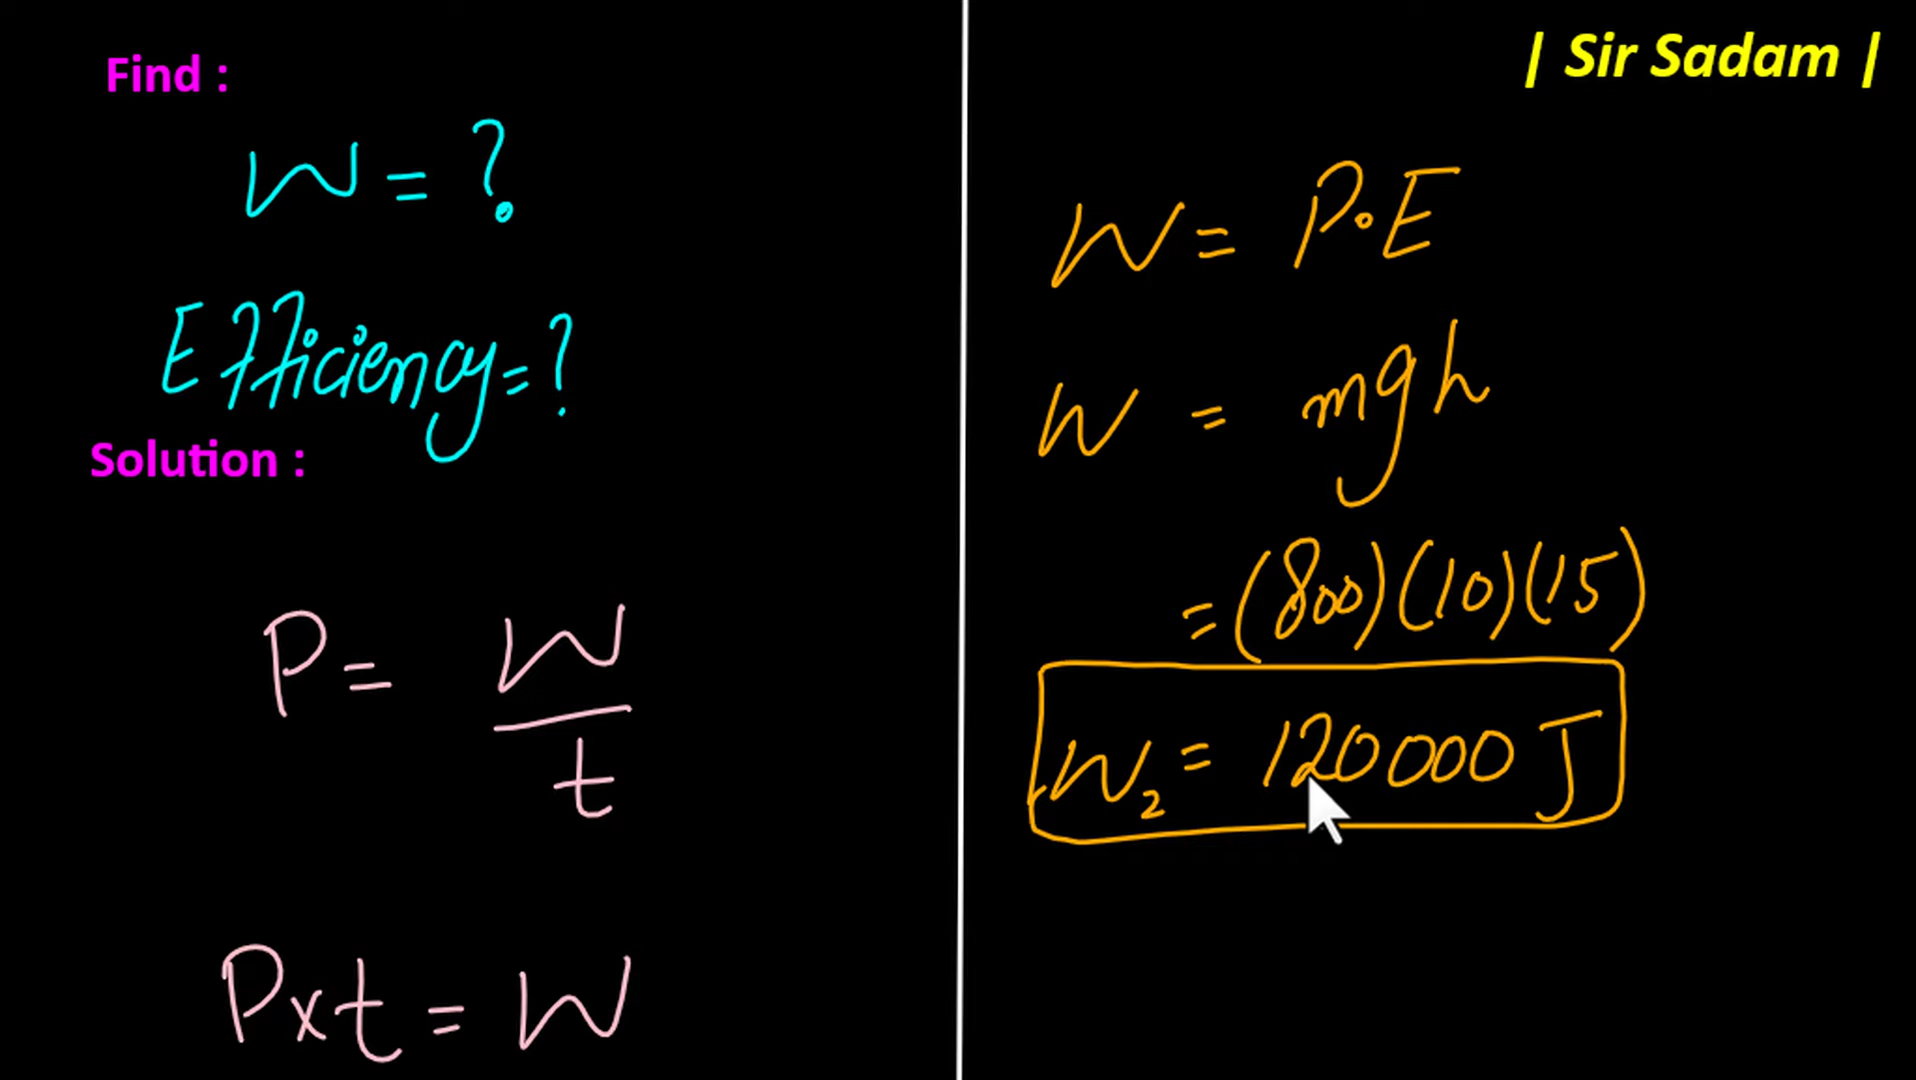 Find :
W = ?
Efficiency = ?
Solution :
P = W
t
P x t = W
| Sir Sadam |
W = P.E
W = mgh
= (800)(10)(15)
W₂ = 120000 J